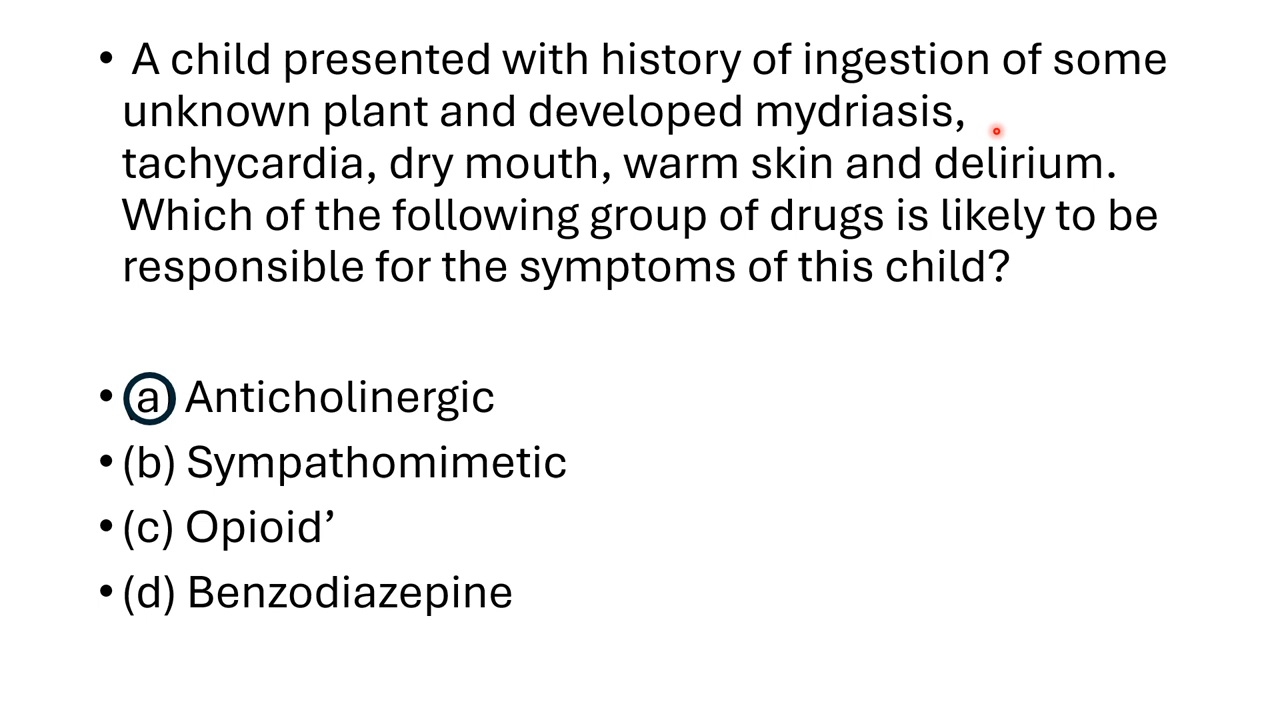 • A child presented with history of ingestion of some
unknown plant and developed mydriasis,
tachycardia, dry mouth, warm skin and delirium.
Which of the following group of drugs is likely to be
responsible for the symptoms of this child?
• (a) Anticholinergic
• (b) Sympathomimetic
• (c) Opioid’
• (d) Benzodiazepine